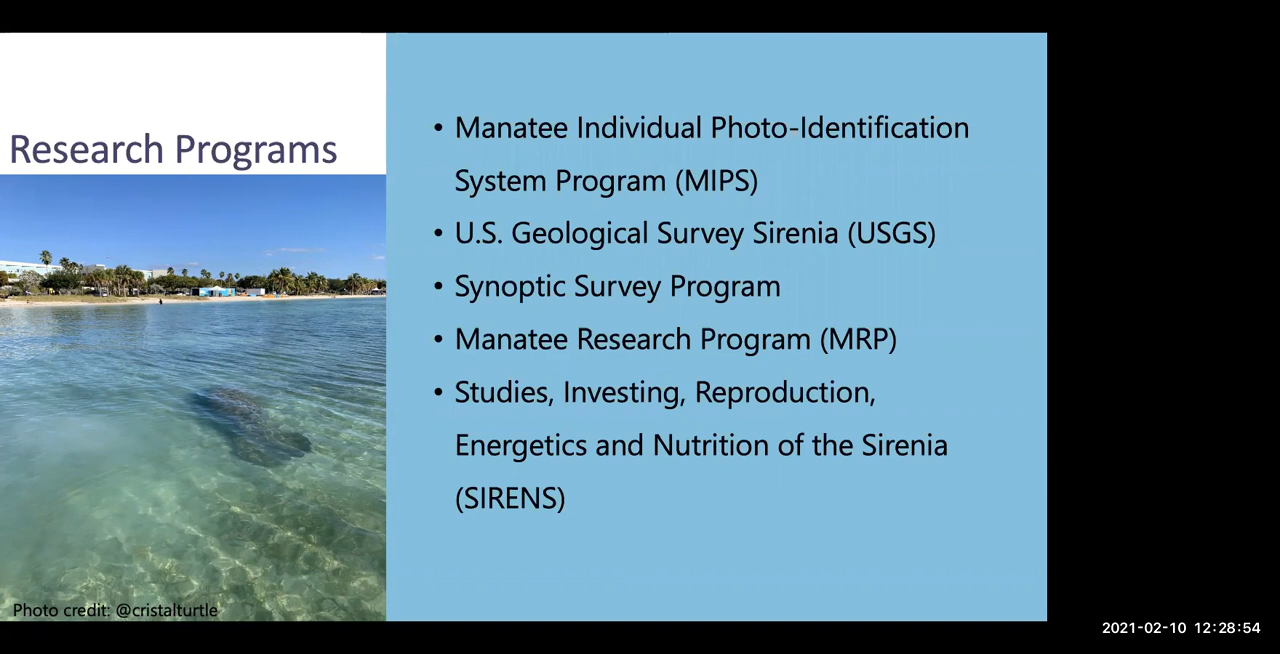 Research Programs
• Manatee Individual Photo-Identification
System Program (MIPS)
• U.S. Geological Survey Sirenia (USGS)
• Synoptic Survey Program
• Manatee Research Program (MRP)
• Studies, Investing, Reproduction,
Energetics and Nutrition of the Sirenia
(SIRENS)
Photo credit: @cristalturtle
2021-02-10 12:28:54